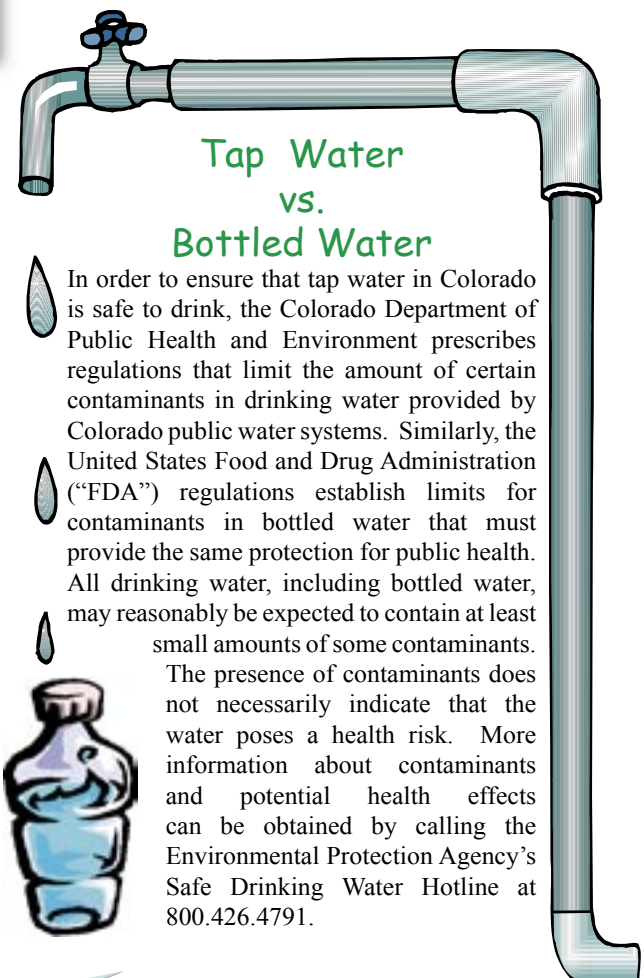 Tap Water
vs.
Bottled Water
In order to ensure that tap water in Colorado
is safe to drink, the Colorado Department of
Public Health and Environment prescribes
regulations that limit the amount of certain
contaminants in drinking water provided by
Colorado public water systems. Similarly, the
United States Food and Drug Administration
(“FDA”) regulations establish limits for
contaminants in bottled water that must
provide the same protection for public health.
All drinking water, including bottled water,
may reasonably be expected to contain at least
small amounts of some contaminants.
The presence of contaminants does
not necessarily indicate that the
water poses a health risk. More
information about contaminants
and potential health effects
can be obtained by calling the
Environmental Protection Agency’s
Safe Drinking Water Hotline at
800.426.4791.